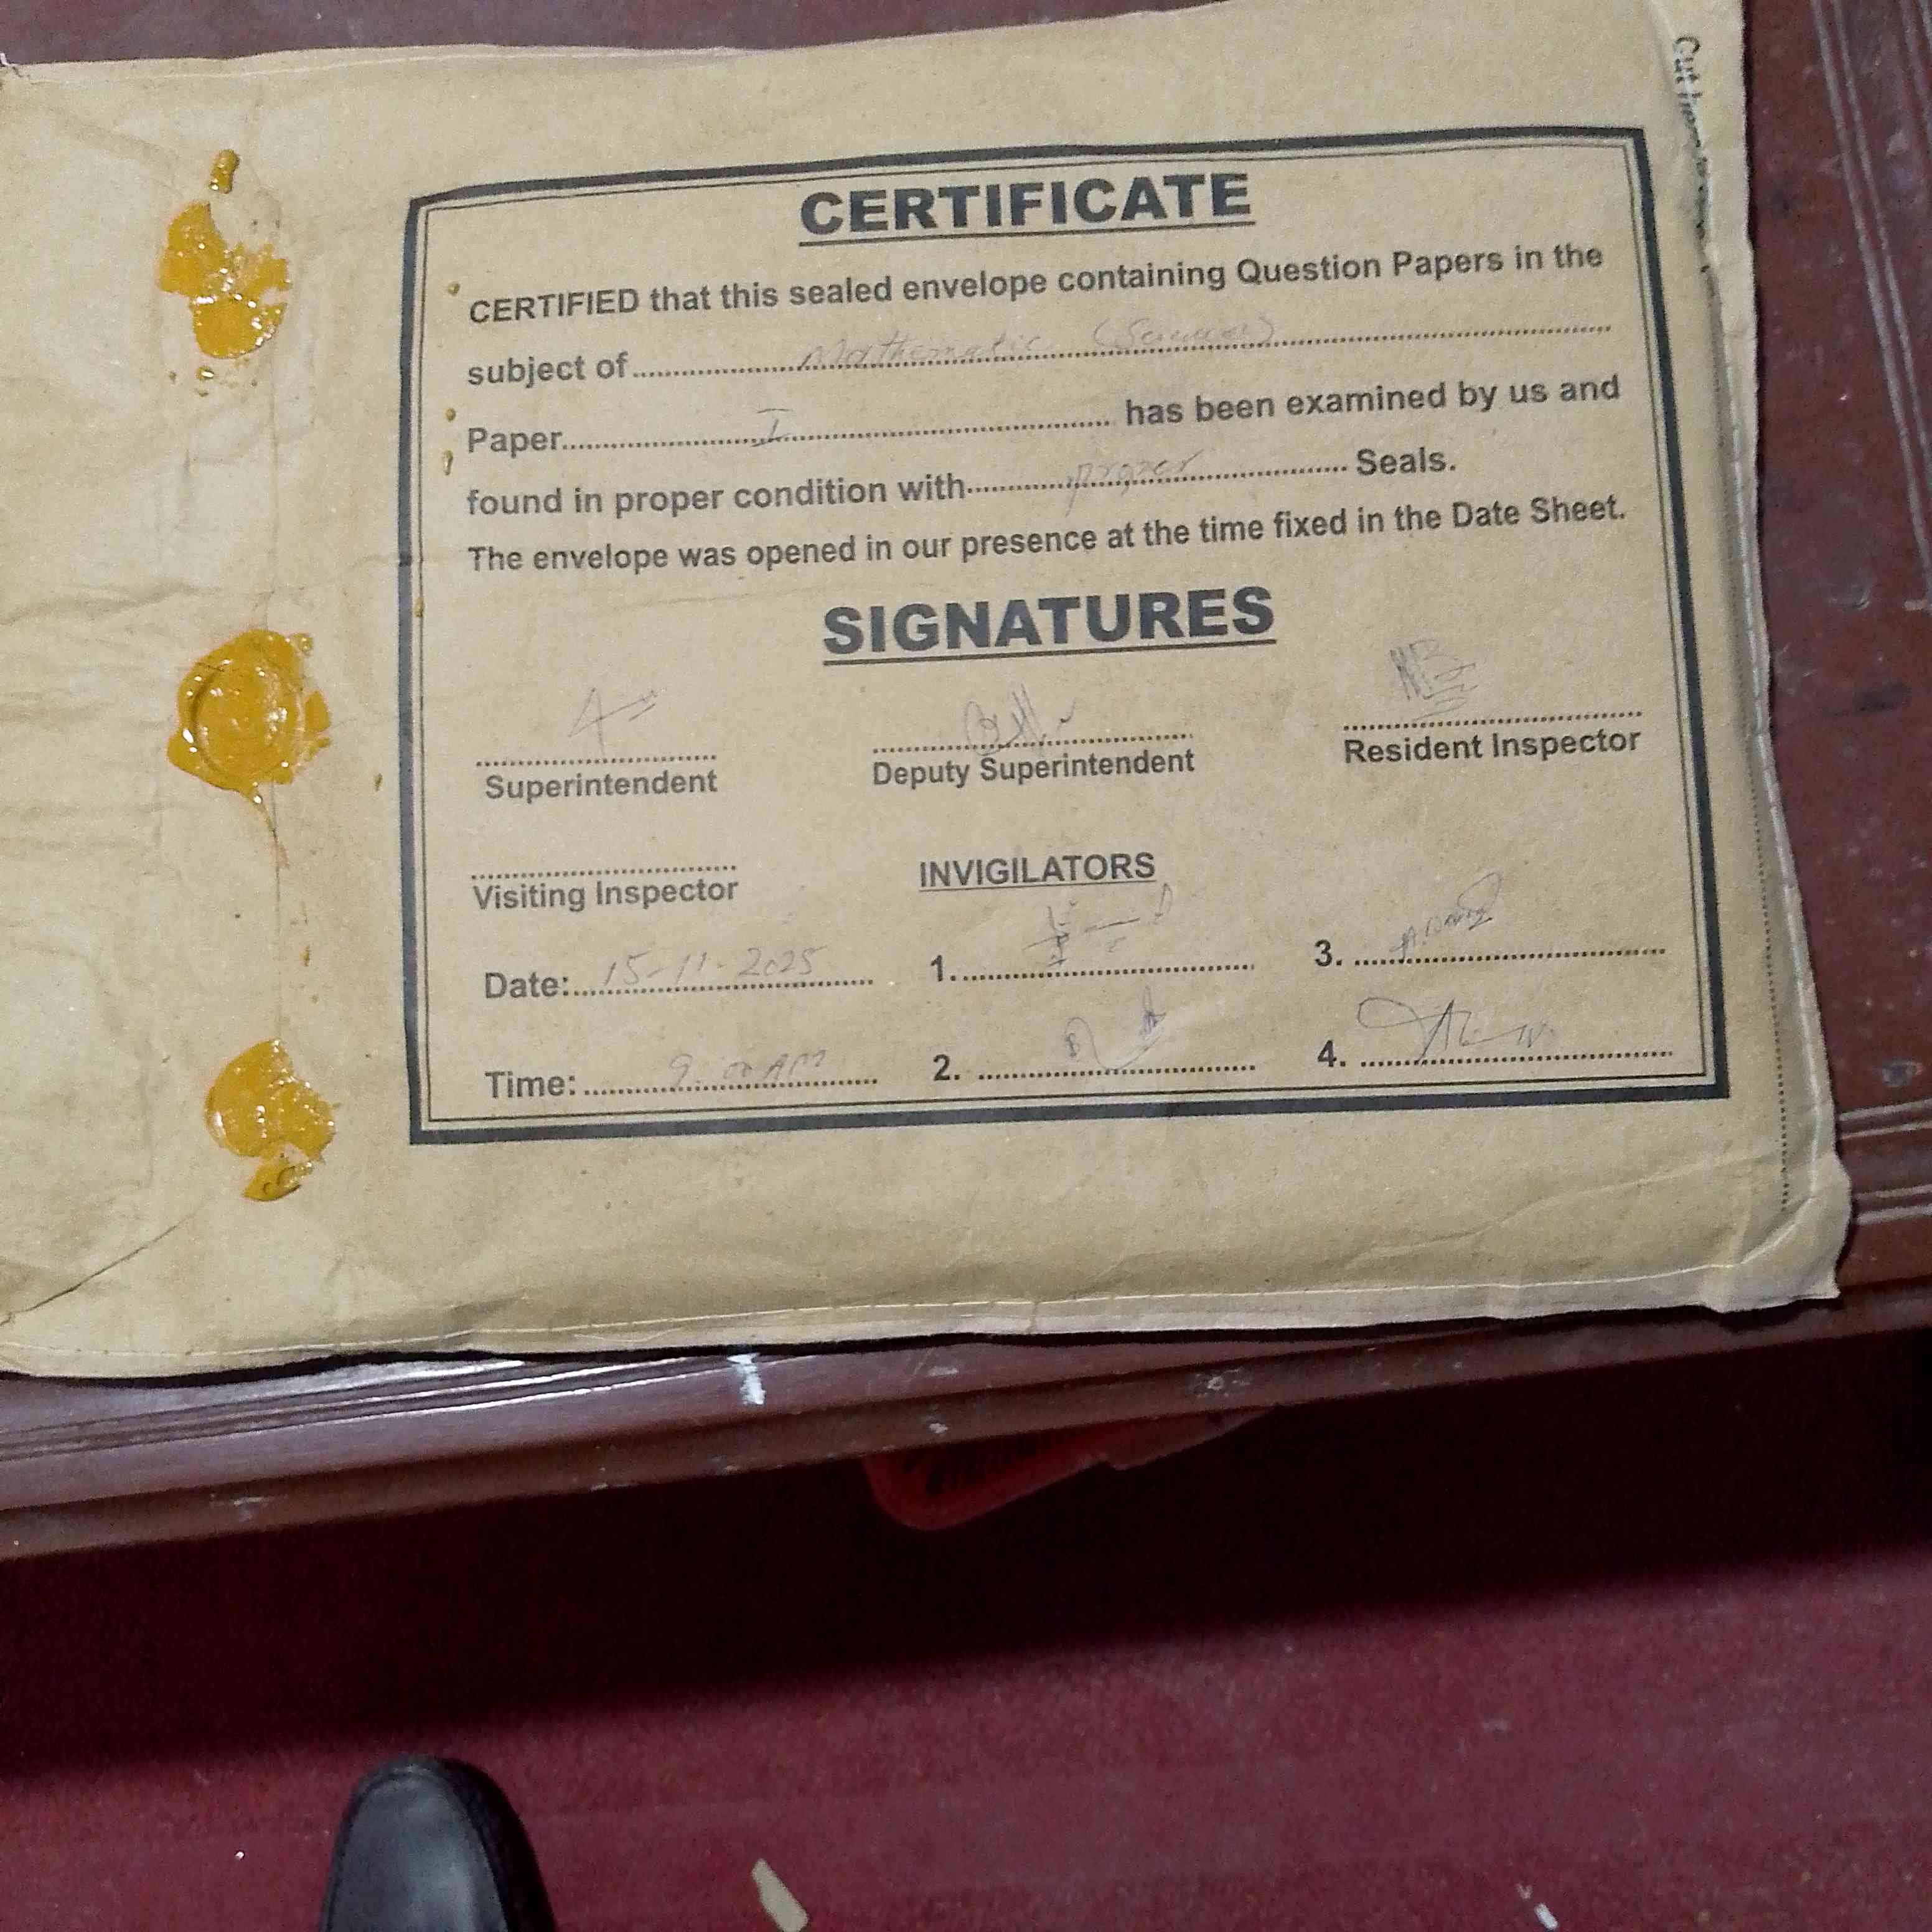 Cut
CERTIFICATE
CERTIFIED that this sealed envelope containing Question Papers in the
subject of Mathematic (Science)
Paper I has been examined by us and
found in proper condition with proper Seals.
The envelope was opened in our presence at the time fixed in the Date Sheet.
SIGNATURES
Superintendent Deputy Superintendent Resident Inspector
Visiting Inspector INVIGILATORS
Date: 15-11-2025 1. 3.
Time: 9:00 AM 2. 4.